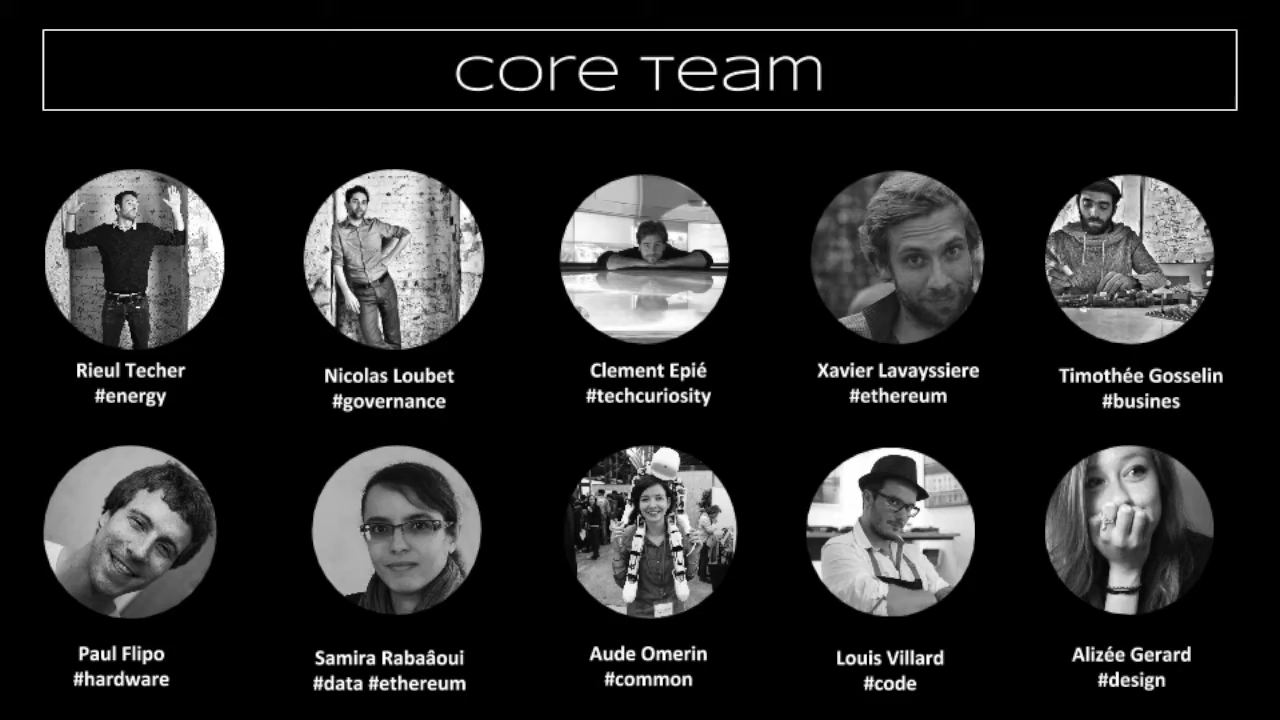 core Team
Rieul Techer
#energy
Nicolas Loubet
#governance
Clement Epié
#techcuriosity
Xavier Lavayssiere
#ethereum
Timothée Gosselin
#busines
Paul Flipo
#hardware
Samira Rabaâoui
#data #ethereum
Aude Omerin
#common
Louis Villard
#code
Alizée Gerard
#design